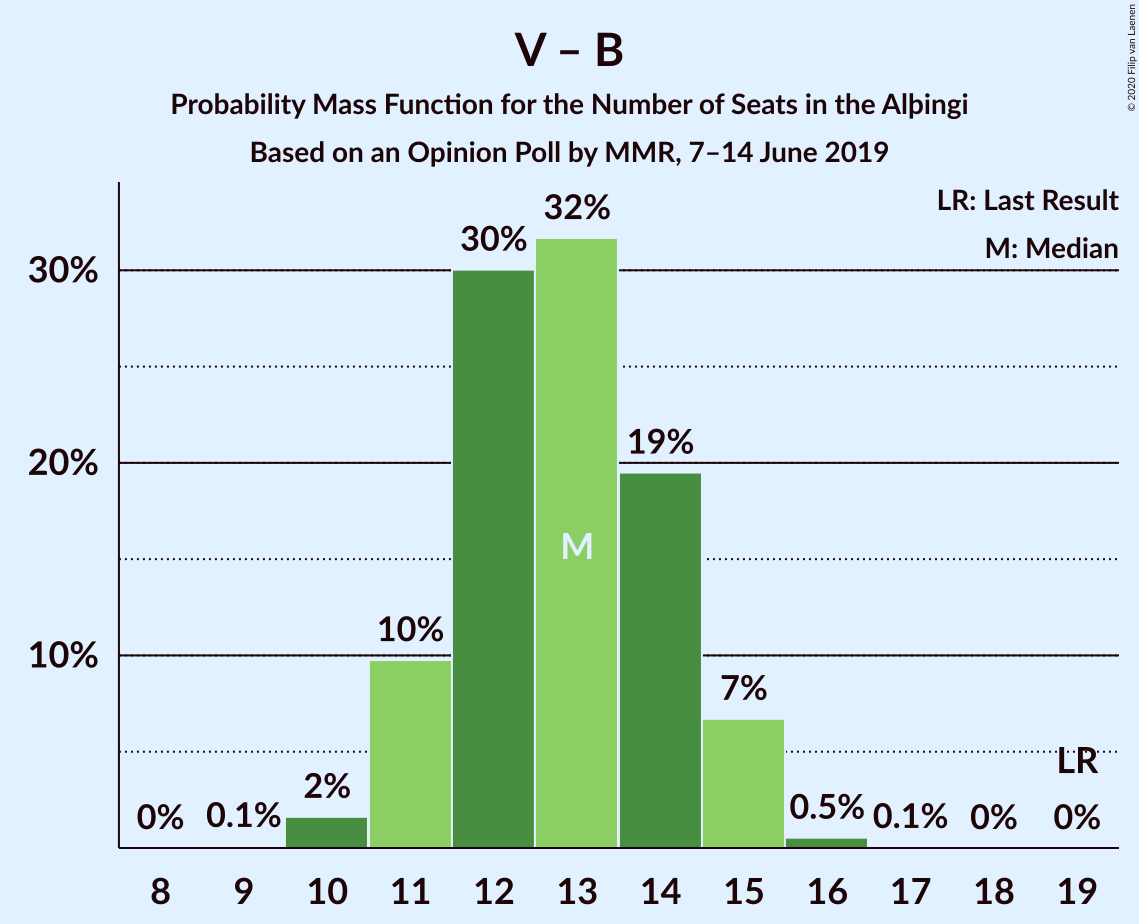 V – B
Probability Mass Function for the Number of Seats in the Alþingi
Based on an Opinion Poll by MMR, 7–14 June 2019
© 2020 Filip van Laenen
LR: Last Result
M: Median
30%
20%
10%
0%
0.1%
2%
10%
30%
32%
19%
7%
0.5%
0.1%
0%
0%
M
LR
8 9 10 11 12 13 14 15 16 17 18 19